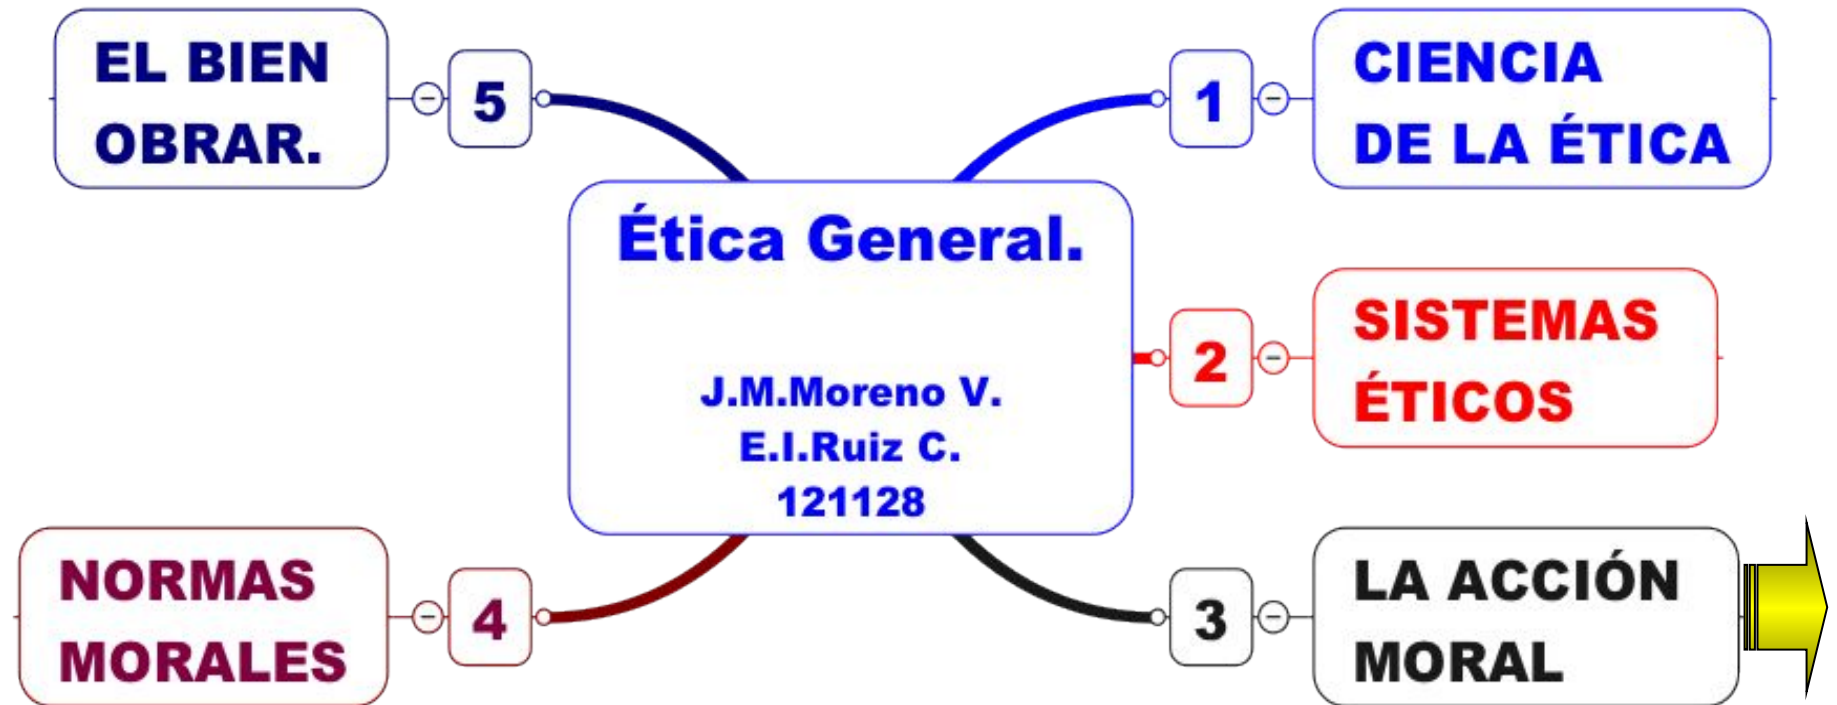 Ética General.
J.M.Moreno V.
E.I.Ruiz C.
121128
1
CIENCIA
DE LA ÉTICA
2
SISTEMAS
ÉTICOS
3
LA ACCIÓN
MORAL
4
NORMAS
MORALES
5
EL BIEN
OBRAR.